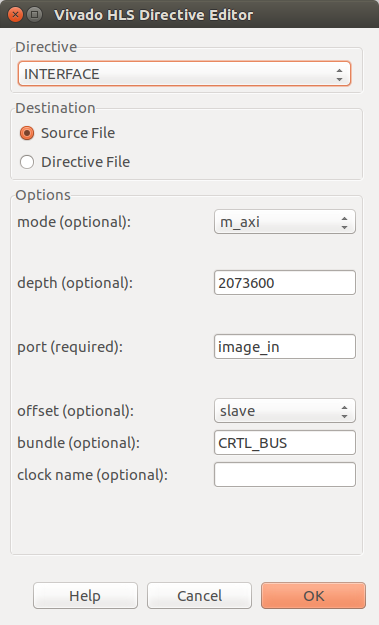 Vivado HLS Directive Editor
Directive
INTERFACE
Destination
Source File
Directive File
Options
mode (optional): m_axi
depth (optional): 2073600
port (required): image_in
offset (optional): slave
bundle (optional): CRTL_BUS
clock name (optional):
Help Cancel OK